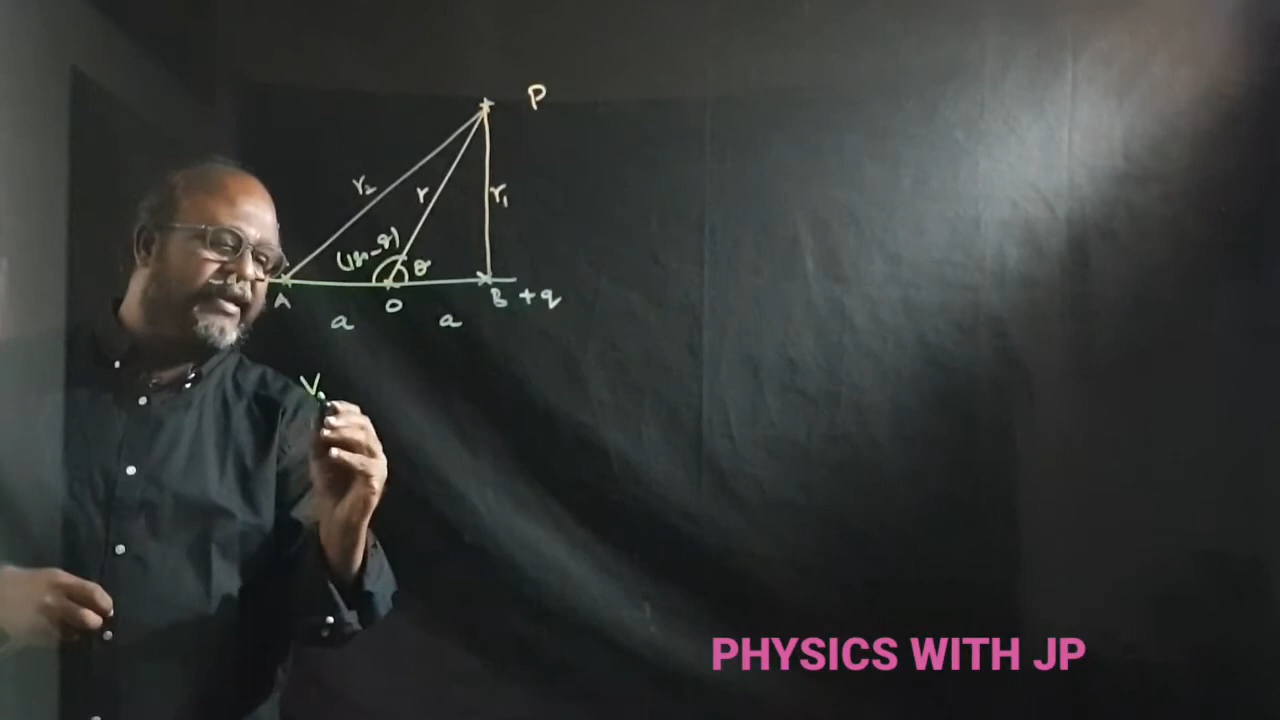 P
r₂ r r₁
θ
-q A O B +q
a a
V
PHYSICS WITH JP